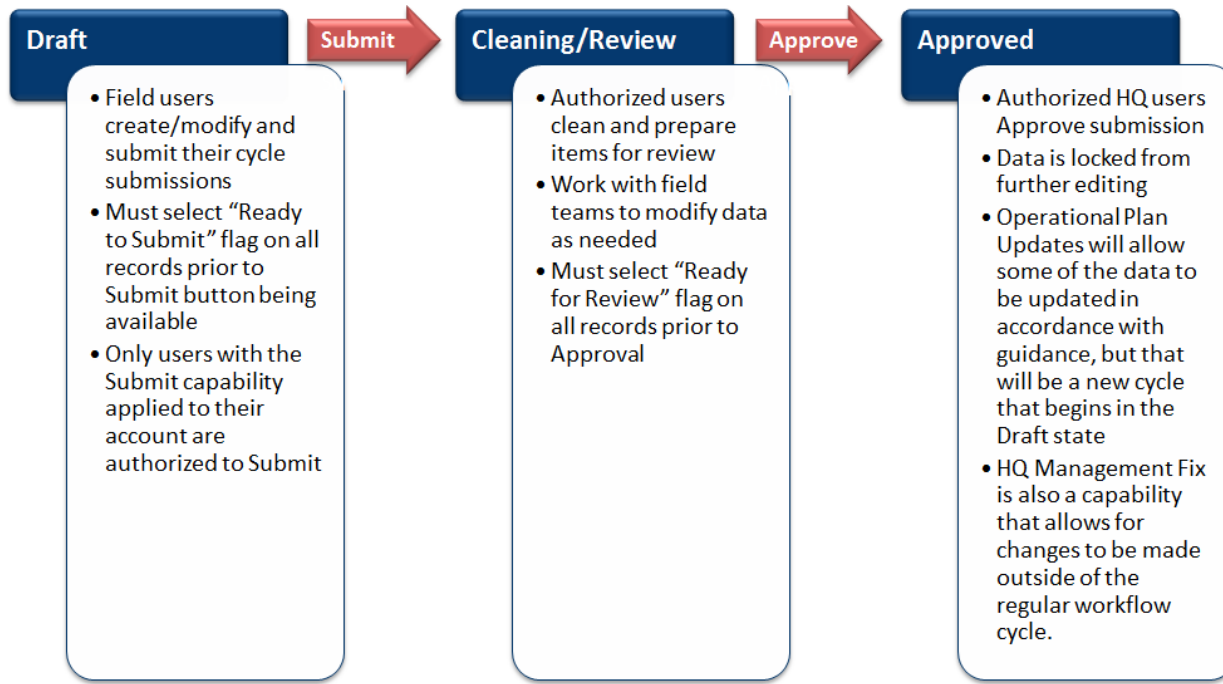 Draft
Submit
Cleaning/Review
Approve
Approved
• Field users
create/modify and
submit their cycle
submissions
• Must select “Ready
to Submit” flag on all
records prior to
Submit button being
available
• Only users with the
Submit capability
applied to their
account are
authorized to Submit
• Authorized users
clean and prepare
items for review
• Work with field
teams to modify data
as needed
• Must select “Ready
for Review” flag on
all records prior to
Approval
• Authorized HQ users
Approve submission
• Data is locked from
further editing
• Operational Plan
Updates will allow
some of the data to
be updated in
accordance with
guidance, but that
will be a new cycle
that begins in the
Draft state
• HQ Management Fix
is also a capability
that allows for
changes to be made
outside of the
regular workflow
cycle.